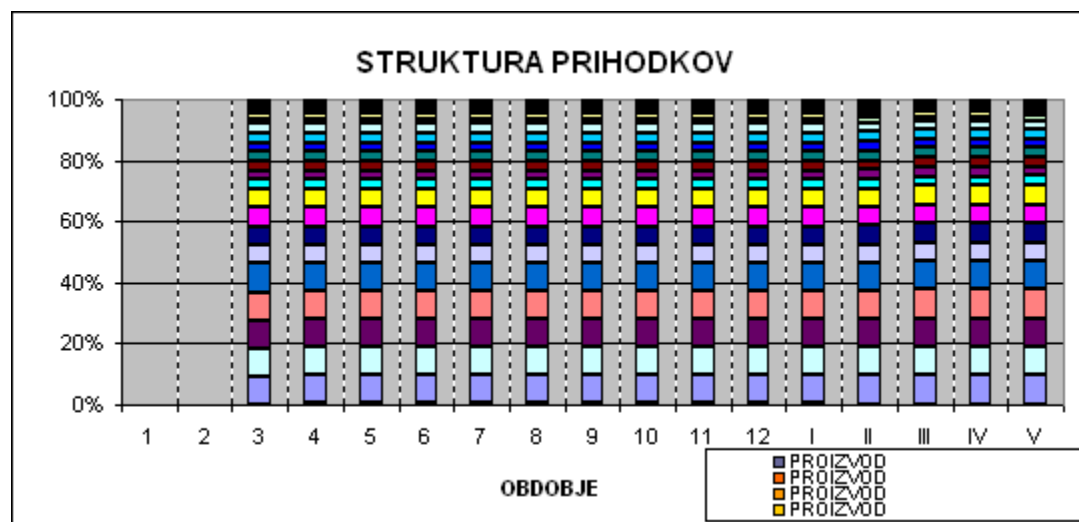 STRUKTURA PRIHODKOV
100%
80%
60%
40%
20%
0%
1 2 3 4 5 6 7 8 9 10 11 12 I II III IV V
OBDOBJE
PROIZVOD
PROIZVOD
PROIZVOD
PROIZVOD